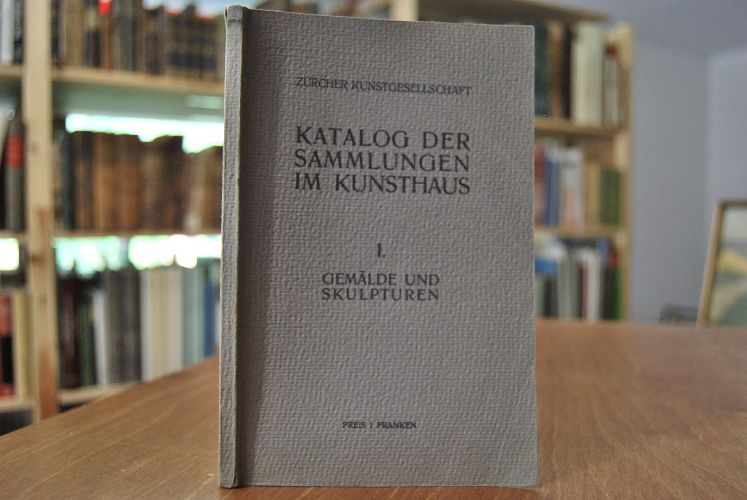 ZÜRCHER KUNSTGESELLSCHAFT
KATALOG DER
SAMMLUNGEN
IM KUNSTHAUS
I.
GEMÄLDE UND
SKULPTUREN
PREIS 1 FRANKEN